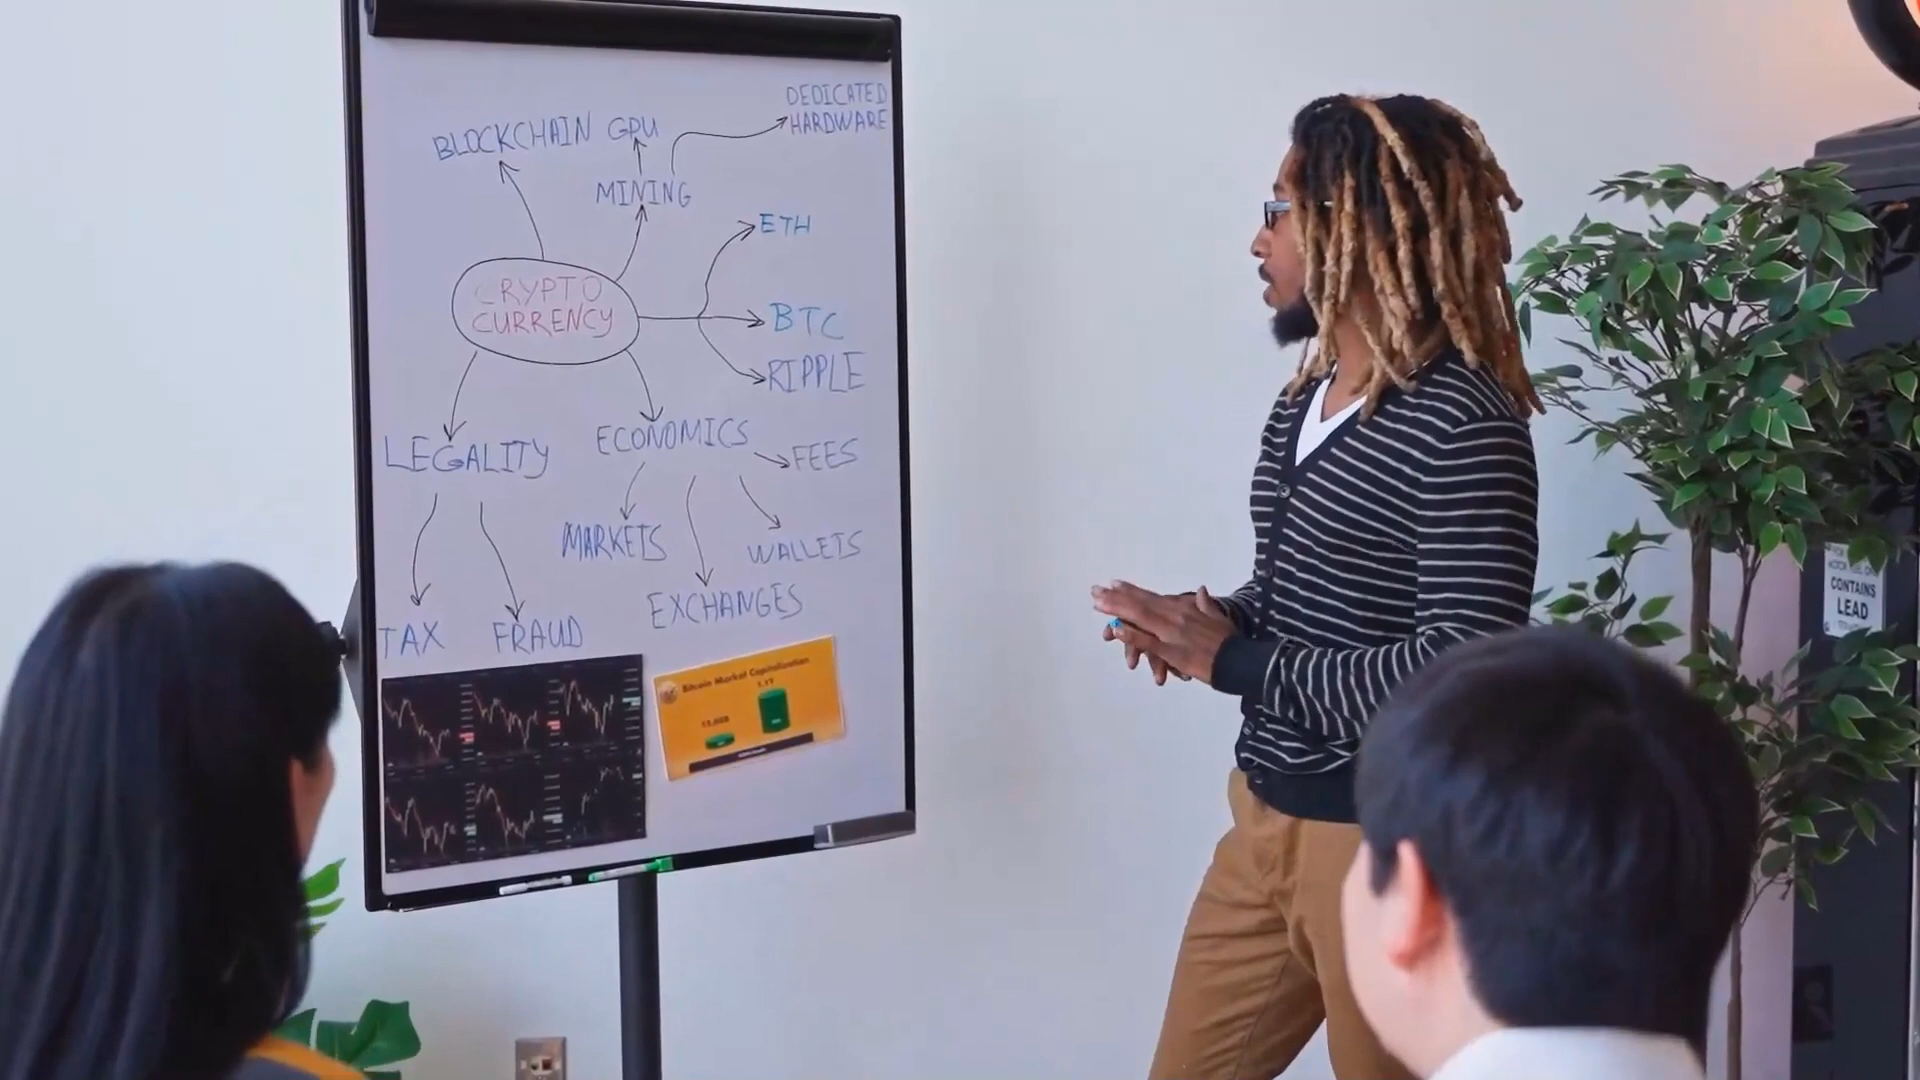 DEDICATED
HARDWARE
BLOCKCHAIN
GPU
MINING
ETH
CRYPTO
CURRENCY
BTC
RIPPLE
LEGALITY
ECONOMICS
FEES
MARKETS
WALLETS
EXCHANGES
TAX
FRAUD
Bitcoin Market Capitalization
CONTAINS
LEAD